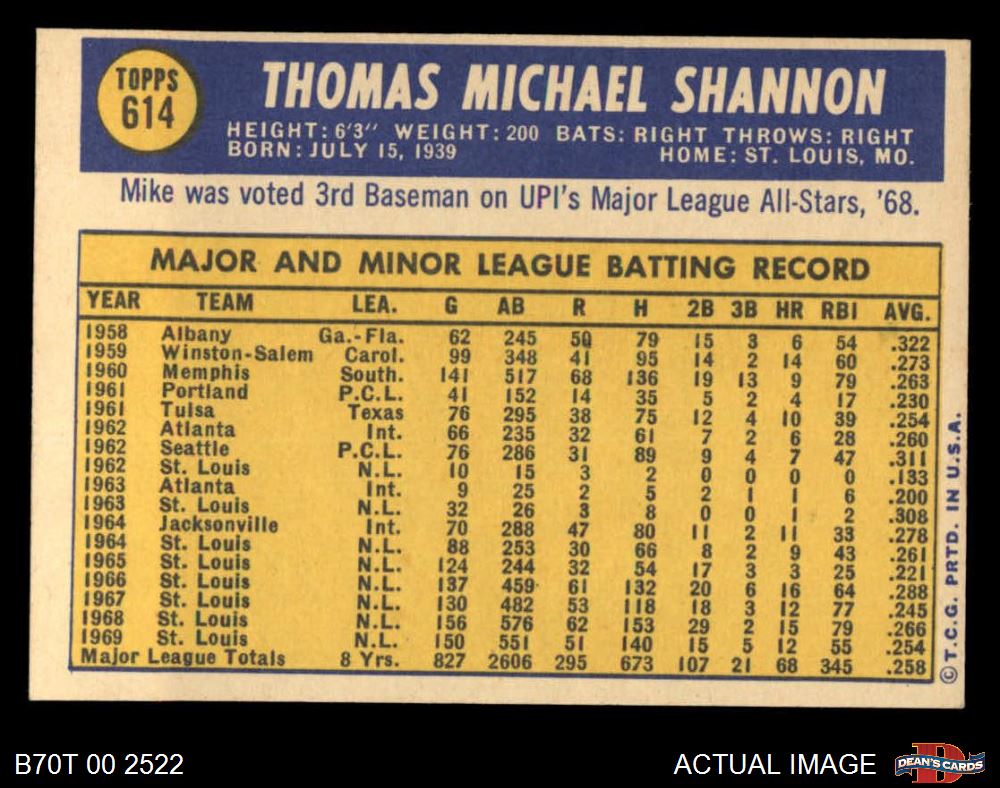 TOPPS
614
THOMAS MICHAEL SHANNON
HEIGHT: 6'3" WEIGHT: 200 BATS: RIGHT THROWS: RIGHT
BORN: JULY 15, 1939 HOME: ST. LOUIS, MO.
Mike was voted 3rd Baseman on UPI's Major League All-Stars, '68.
MAJOR AND MINOR LEAGUE BATTING RECORD
YEAR TEAM LEA. G AB R H 2B 3B HR RBI AVG.
1958 Albany Ga.-Fla. 62 245 50 79 15 3 6 54 .322
1959 Winston-Salem Carol. 99 348 41 95 14 2 14 60 .273
1960 Memphis South. 141 517 68 136 19 13 9 79 .263
1961 Portland P.C.L. 41 152 14 35 5 2 4 17 .230
1961 Tulsa Texas 76 295 38 75 12 4 10 39 .254
1962 Atlanta Int. 66 235 32 61 7 2 6 28 .260
1962 Seattle P.C.L. 76 286 31 89 9 4 7 47 .311
1962 St. Louis N.L. 10 15 3 2 0 0 0 0 .133
1963 Atlanta Int. 9 25 2 5 2 1 1 6 .200
1963 St. Louis N.L. 32 26 3 8 0 0 1 2 .308
1964 Jacksonville Int. 70 288 47 80 11 2 11 33 .278
1964 St. Louis N.L. 88 253 30 66 8 2 9 43 .261
1965 St. Louis N.L. 124 244 32 54 17 3 3 25 .221
1966 St. Louis N.L. 137 459 61 132 20 6 16 64 .288
1967 St. Louis N.L. 130 482 53 118 18 3 12 77 .245
1968 St. Louis N.L. 156 576 62 153 29 2 15 79 .266
1969 St. Louis N.L. 150 551 51 140 15 5 12 55 .254
Major League Totals 8 Yrs. 827 2606 295 673 107 21 68 345 .258
© T.C.G. PRTD. IN U.S.A.
B70T 00 2522
ACTUAL IMAGE
D
DEAN'S CARDS